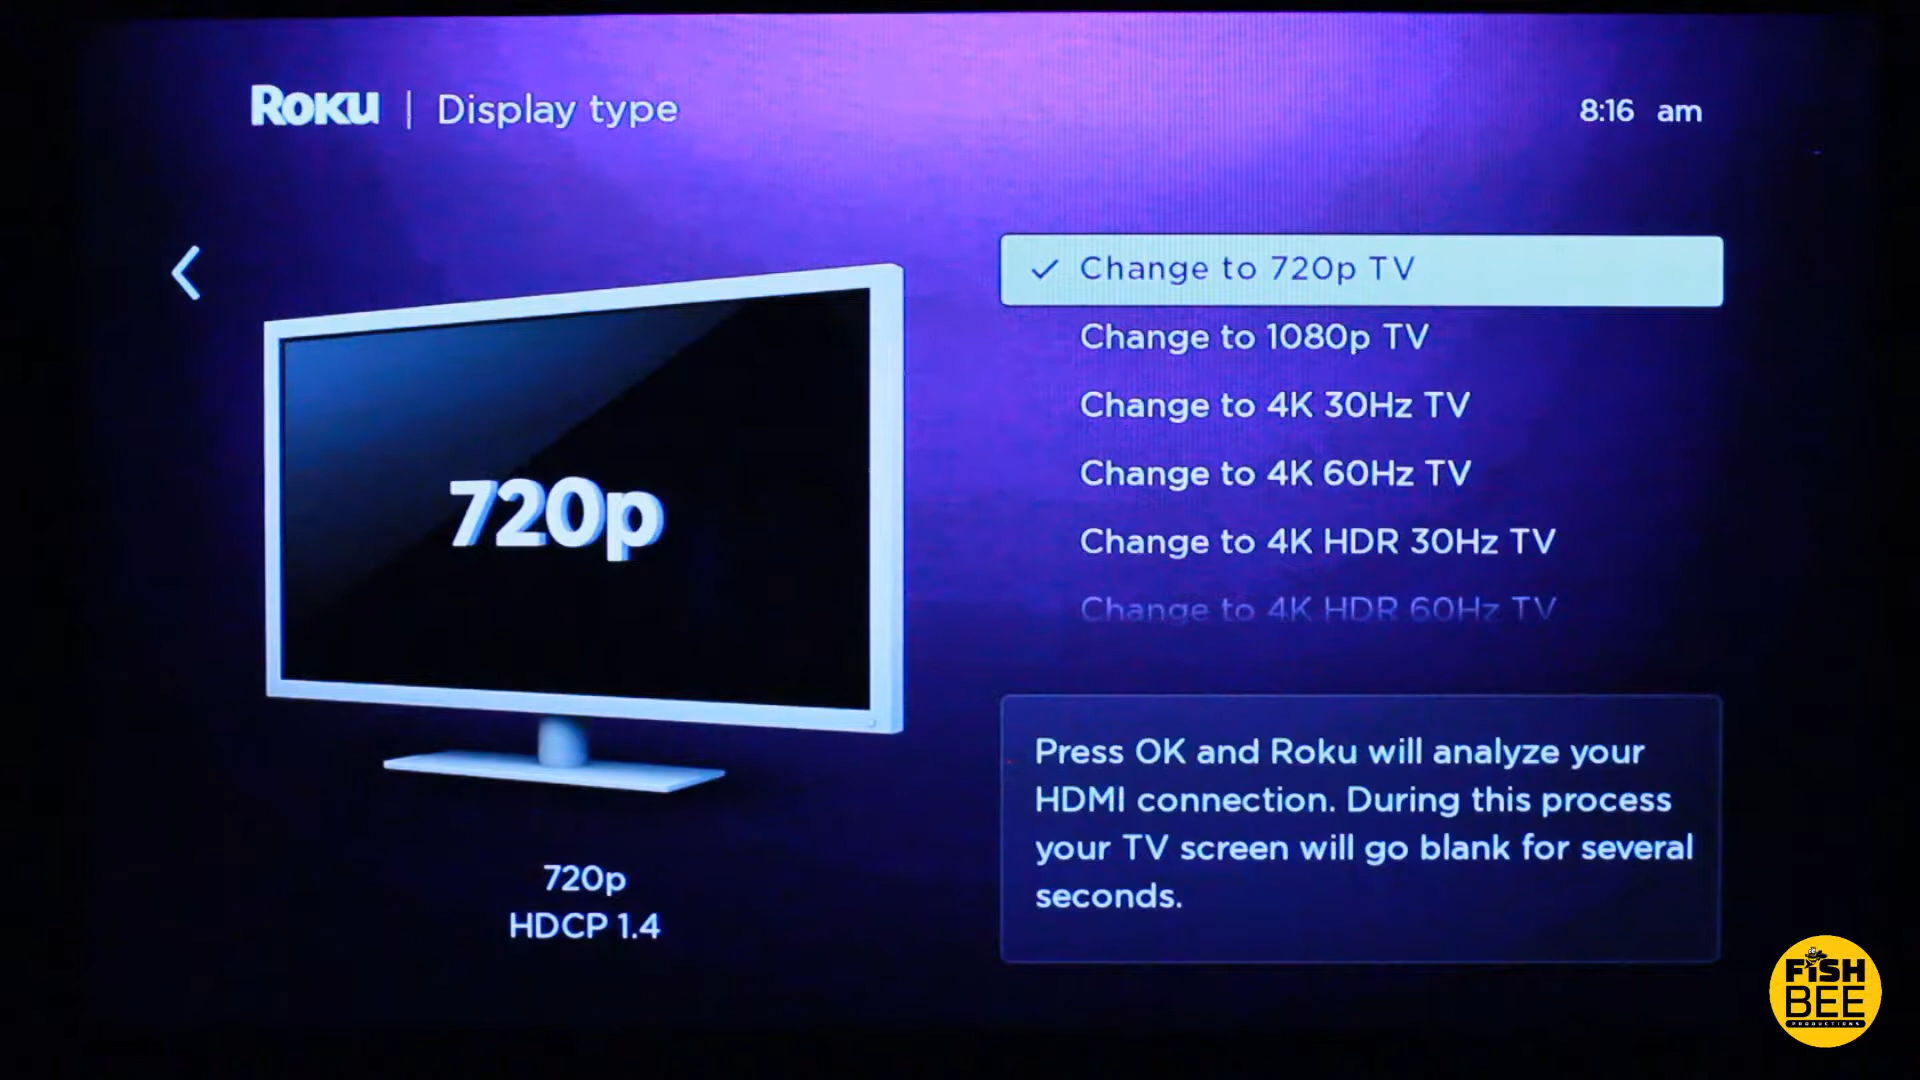 Roku | Display type
8:16 am
✓ Change to 720p TV
Change to 1080p TV
Change to 4K 30Hz TV
Change to 4K 60Hz TV
Change to 4K HDR 30Hz TV
Change to 4K HDR 60Hz TV
720p
720p
HDCP 1.4
Press OK and Roku will analyze your
HDMI connection. During this process
your TV screen will go blank for several
seconds.
FISH
BEE
PRODUCTIONS